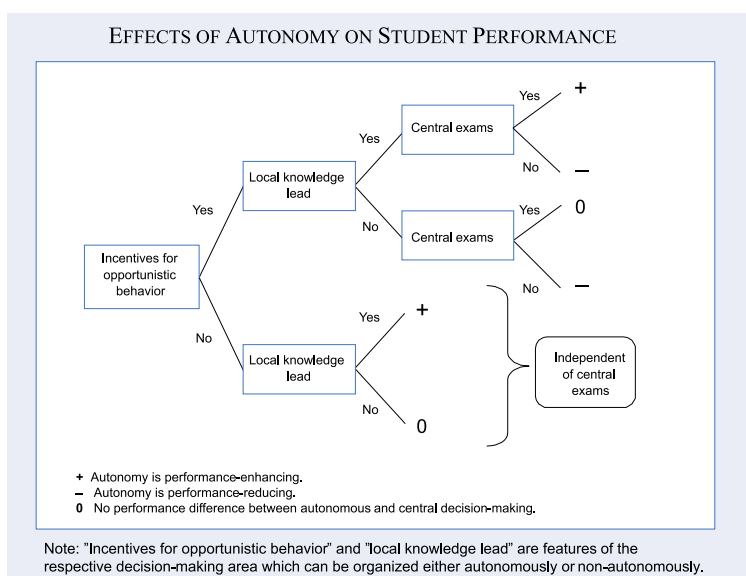 EFFECTS OF AUTONOMY ON STUDENT PERFORMANCE
Yes
+
Central exams
Yes
No
–
Local knowledge
lead
Yes
Yes
0
No
Central exams
Incentives for
opportunistic
behavior
No
–
No
Yes
+
Local knowledge
lead
Independent
of central
exams
No
0
+ Autonomy is performance-enhancing.
– Autonomy is performance-reducing.
0 No performance difference between autonomous and central decision-making.
Note: "Incentives for opportunistic behavior" and "local knowledge lead" are features of the
respective decision-making area which can be organized either autonomously or non-autonomously.